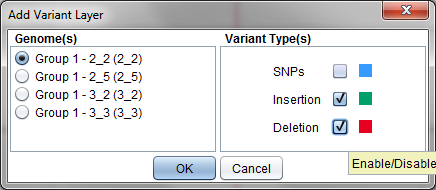 Add Variant Layer
Genome(s)
Variant Type(s)
Group 1 - 2_2 (2_2)
Group 1 - 2_5 (2_5)
Group 1 - 3_2 (3_2)
Group 1 - 3_3 (3_3)
SNPs
Insertion
Deletion
Enable/Disable
OK
Cancel